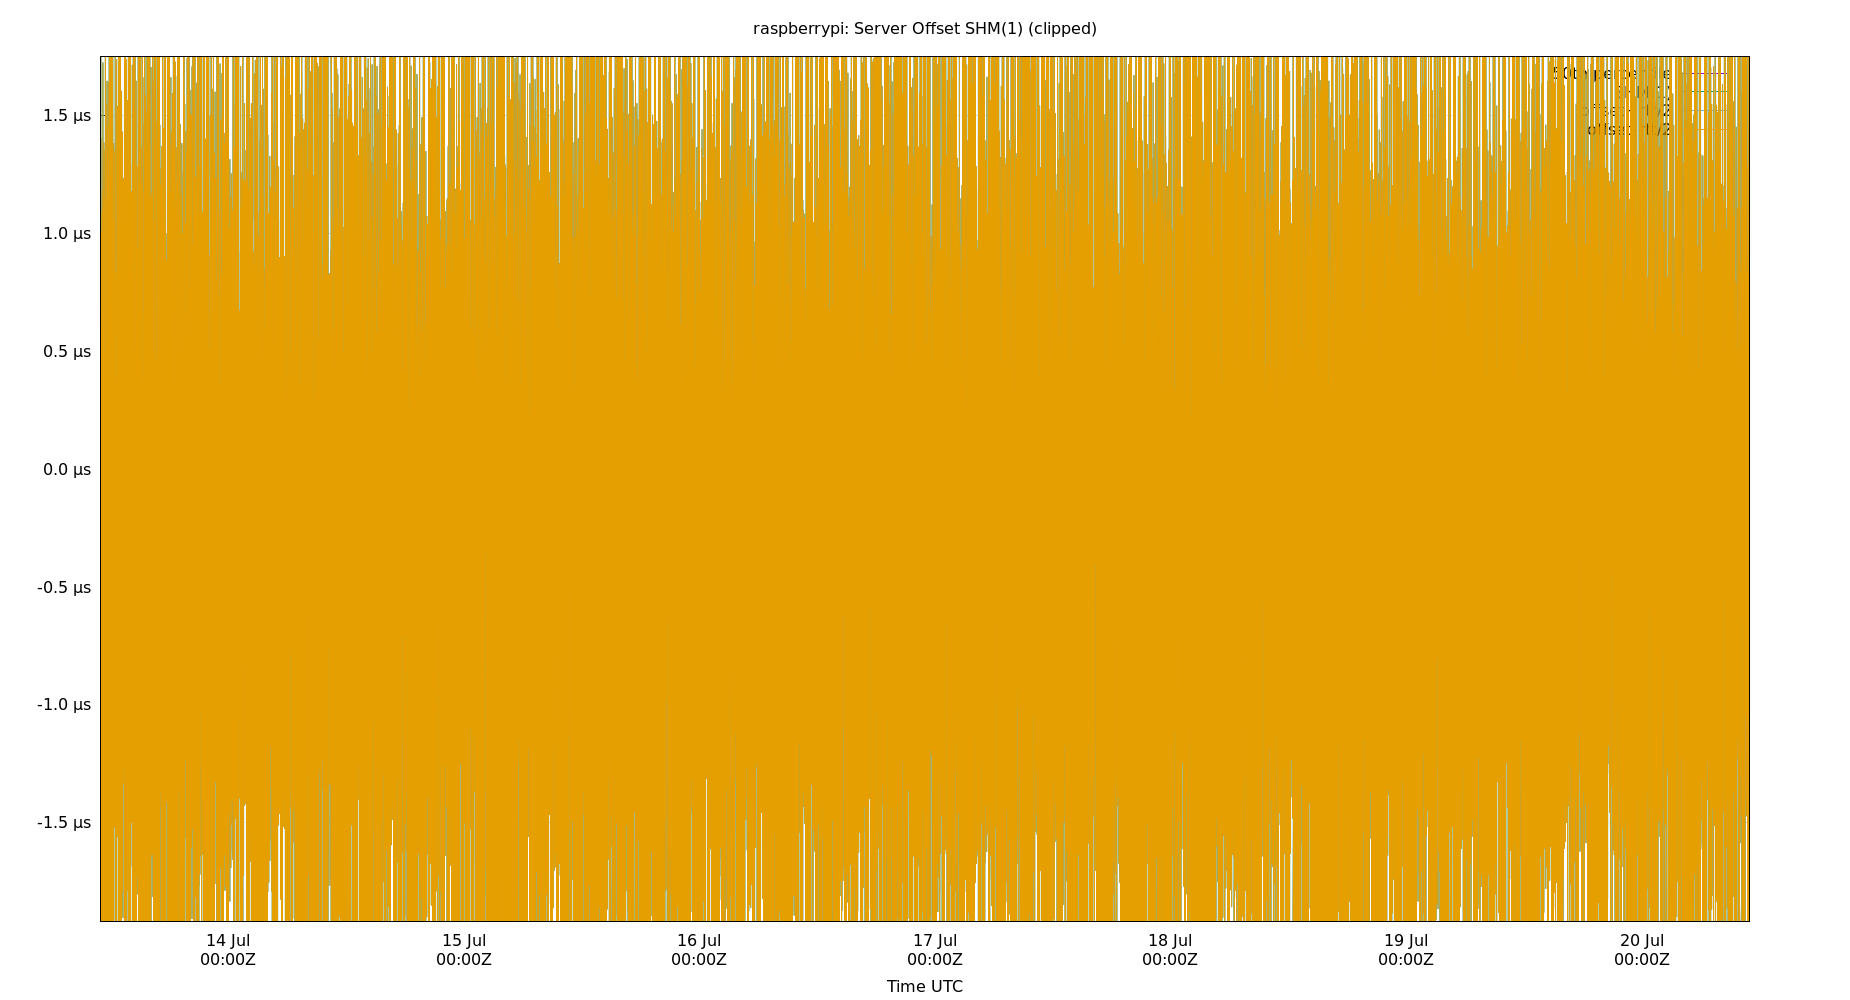 raspberrypi: Server Offset SHM(1) (clipped)
1.5 µs
1.0 µs
0.5 µs
0.0 µs
-0.5 µs
-1.0 µs
-1.5 µs
14 Jul
00:00Z
15 Jul
00:00Z
16 Jul
00:00Z
17 Jul
00:00Z
18 Jul
00:00Z
19 Jul
00:00Z
20 Jul
00:00Z
Time UTC